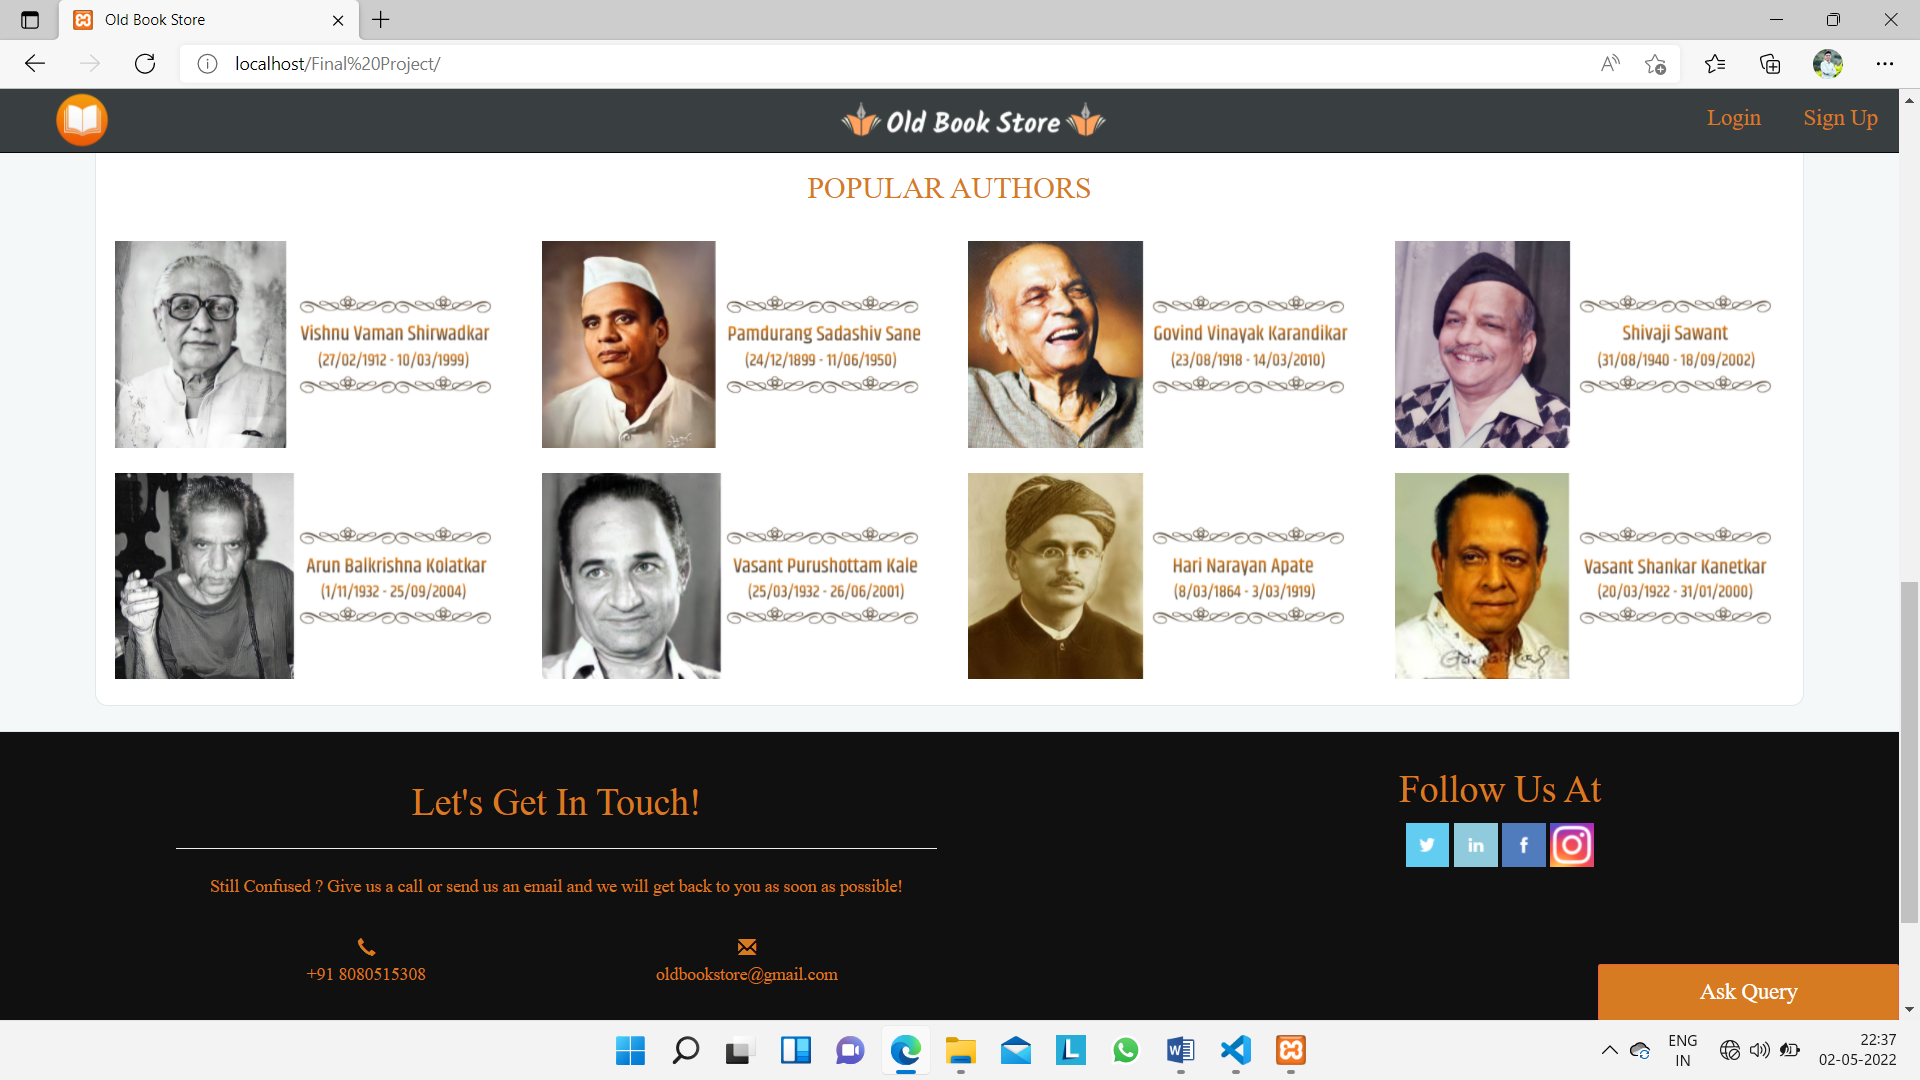 Old Book Store
localhost/Final%20Project/
Old Book Store
Login
Sign Up
POPULAR AUTHORS
Vishnu Vaman Shirwadkar
(27/02/1912 - 10/03/1999)
Pamdurang Sadashiv Sane
(24/12/1899 - 11/06/1950)
Govind Vinayak Karandikar
(23/08/1918 - 14/03/2010)
Shivaji Sawant
(31/08/1940 - 18/09/2002)
Arun Balkrishna Kolatkar
(1/11/1932 - 25/09/2004)
Vasant Purushottam Kale
(25/03/1932 - 26/06/2001)
Hari Narayan Apate
(8/03/1864 - 3/03/1919)
Vasant Shankar Kanetkar
(20/03/1922 - 31/01/2000)
Let's Get In Touch!
Still Confused ? Give us a call or send us an email and we will get back to you as soon as possible!
+91 8080515308
oldbookstore@gmail.com
Follow Us At
Ask Query
ENG
IN
22:37
02-05-2022